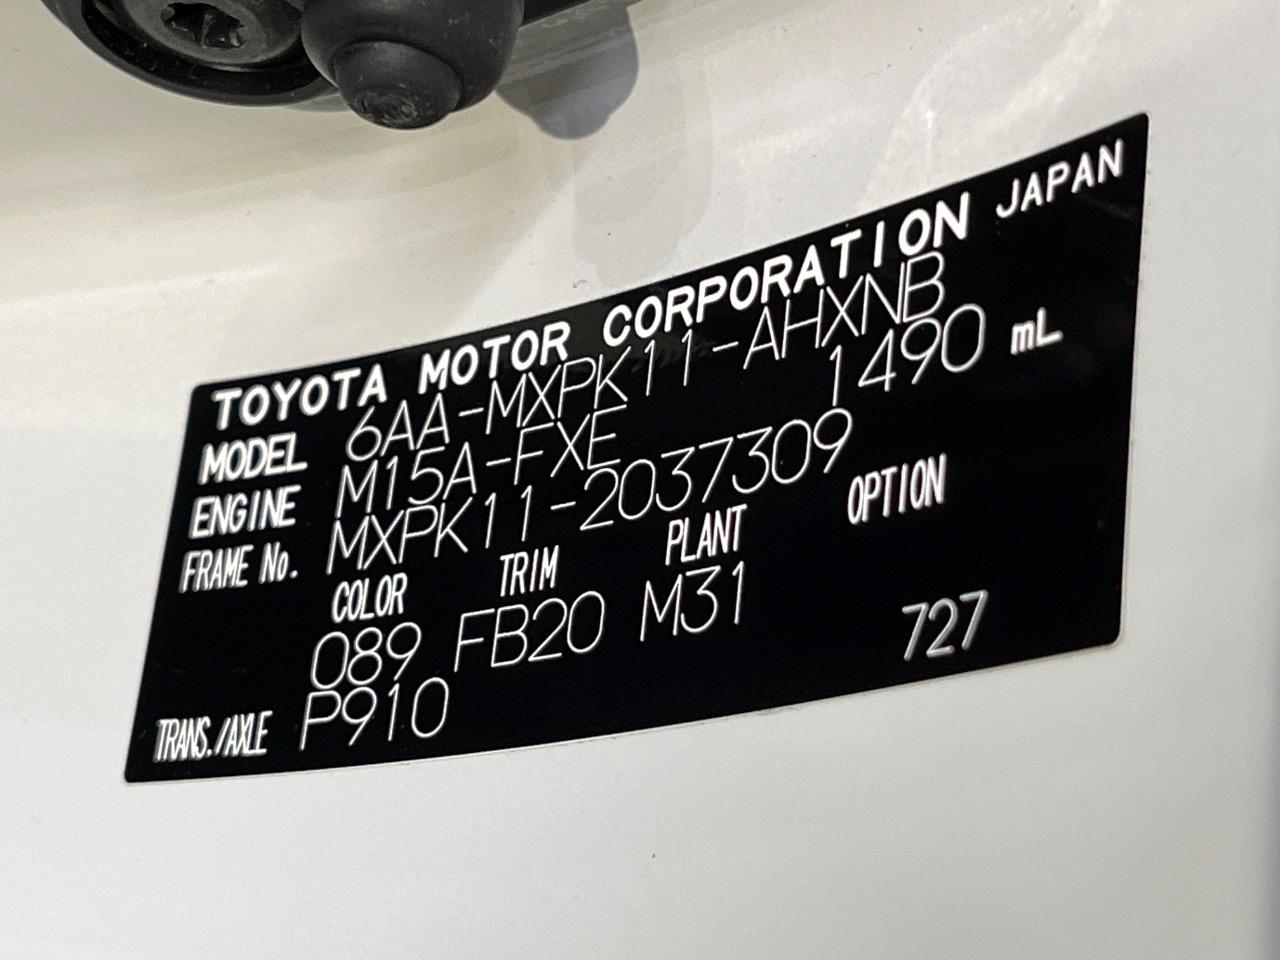 TOYOTA MOTOR CORPORATION JAPAN
MODEL 6AA-MXPK11-AHXNB
ENGINE M15A-FXE 1490 mL
FRAME No. MXPK11-2037309
COLOR TRIM PLANT OPTION
089 FB20 M31
TRANS./AXLE P910 727